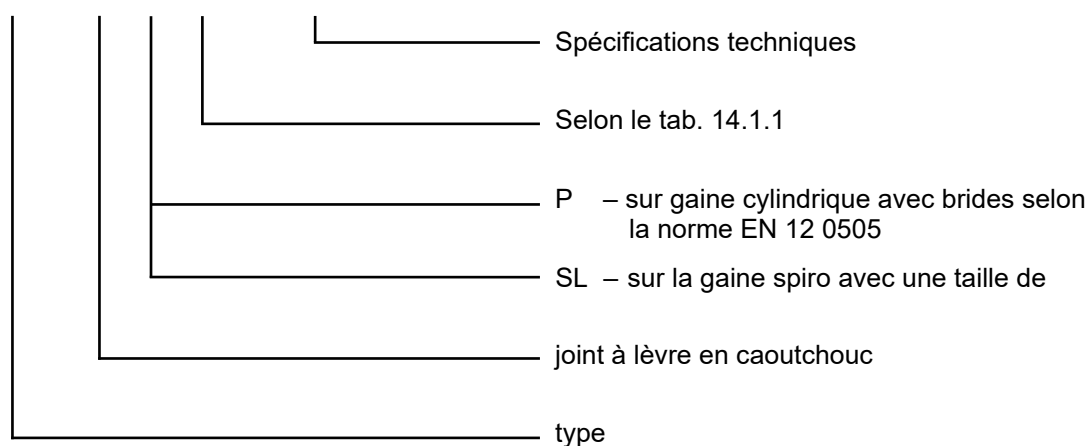 Spécifications techniques
Selon le tab. 14.1.1
P – sur gaine cylindrique avec brides selon
la norme EN 12 0505
SL – sur la gaine spiro avec une taille de
joint à lèvre en caoutchouc
type